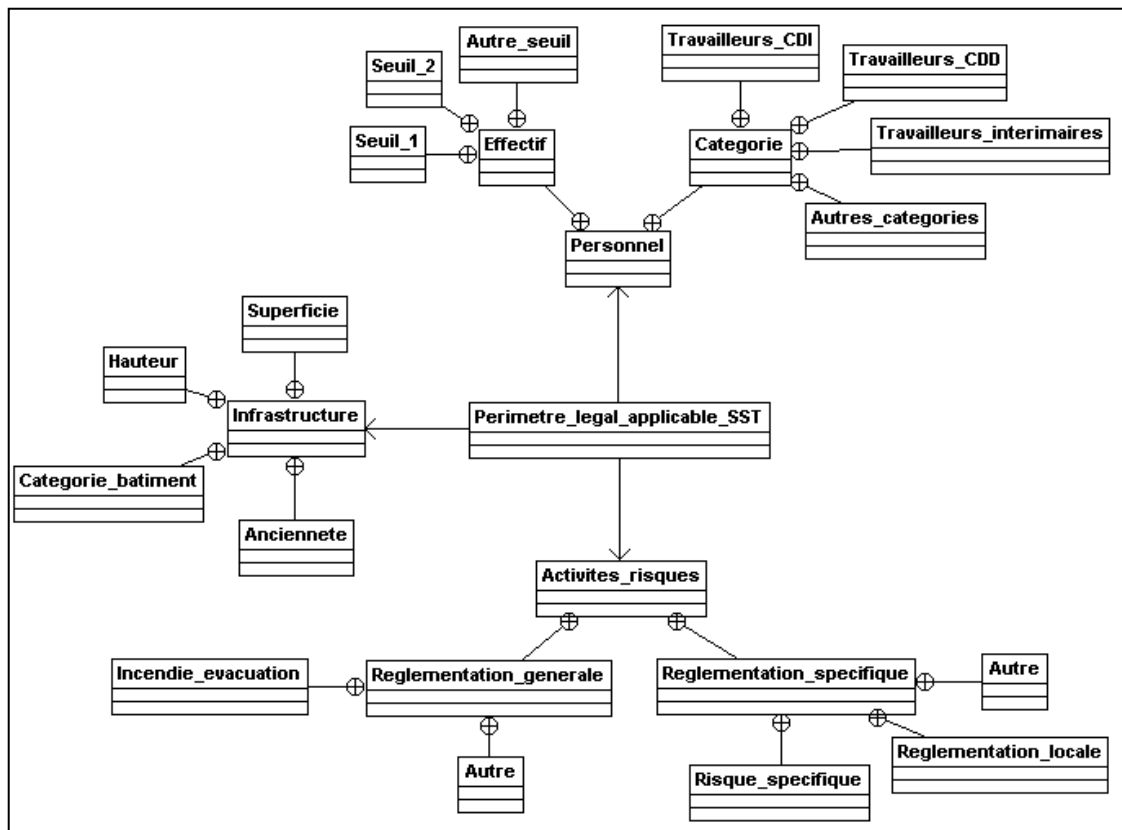 Autre_seuil
Travailleurs_CDI
Seuil_2
Travailleurs_CDD
Seuil_1
Effectif
Categorie
Travailleurs_interimaires
Autres_categories
Personnel
Superficie
Hauteur
Infrastructure
Perimetre_legal_applicable_SST
Categorie_batiment
Anciennete
Activites_risques
Incendie_evacuation
Reglementation_generale
Reglementation_specifique
Autre
Reglementation_locale
Autre
Risque_specifique